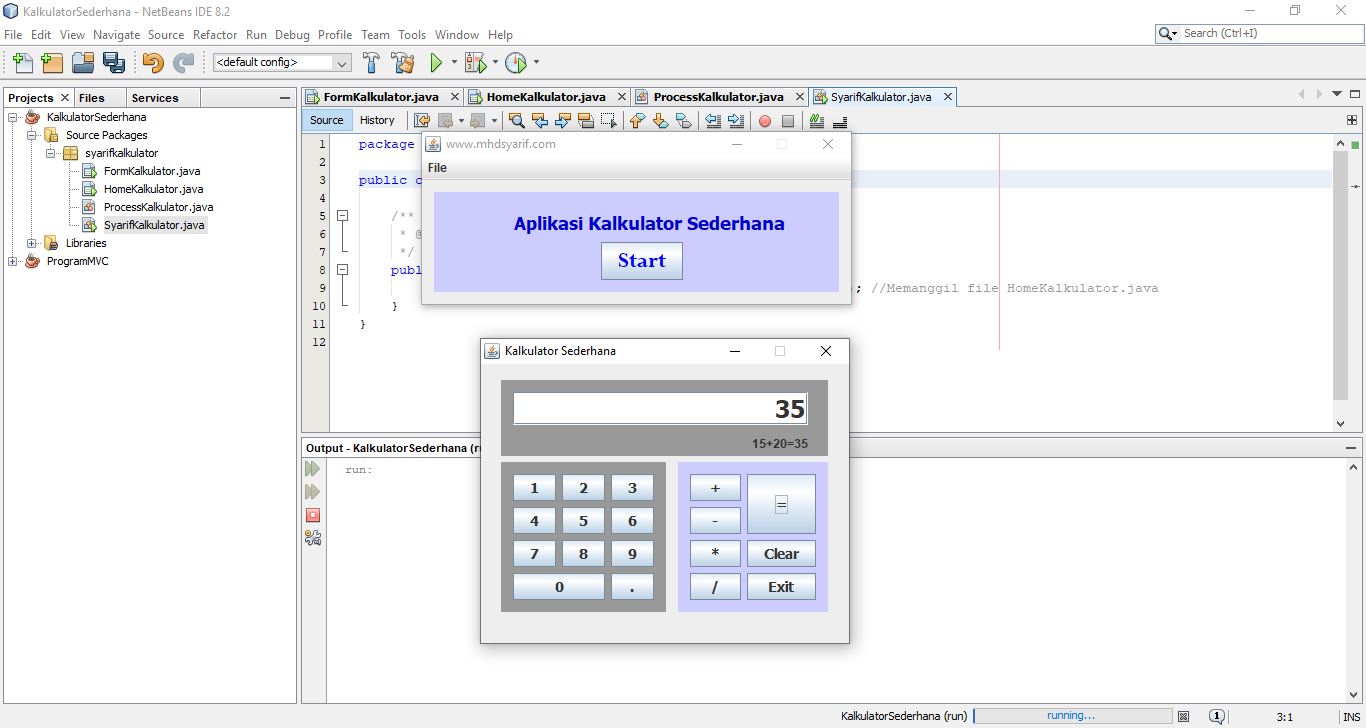 KalkulatorSederhana - NetBeans IDE 8.2
File Edit View Navigate Source Refactor Run Debug Profile Team Tools Window Help
Search (Ctrl+I)
<default config>
Projects Files Services
KalkulatorSederhana
Source Packages
syarifkalkulator
FormKalkulator.java
HomeKalkulator.java
ProcessKalkulator.java
SyarifKalkulator.java
Libraries
ProgramMVC
FormKalkulator.java HomeKalkulator.java ProcessKalkulator.java SyarifKalkulator.java
Source History
1 package
2
3 public c
4
5 /**
6 * @
7 */
8 publ
9 ; //Memanggil file HomeKalkulator.java
10 }
11 }
12
www.mhdsyarif.com
File
Aplikasi Kalkulator Sederhana
Start
Kalkulator Sederhana
35
15+20=35
1 2 3 + =
4 5 6 -
7 8 9 * Clear
0 . / Exit
Output - KalkulatorSederhana (ru
run:
KalkulatorSederhana (run) running... 1 3:1 INS